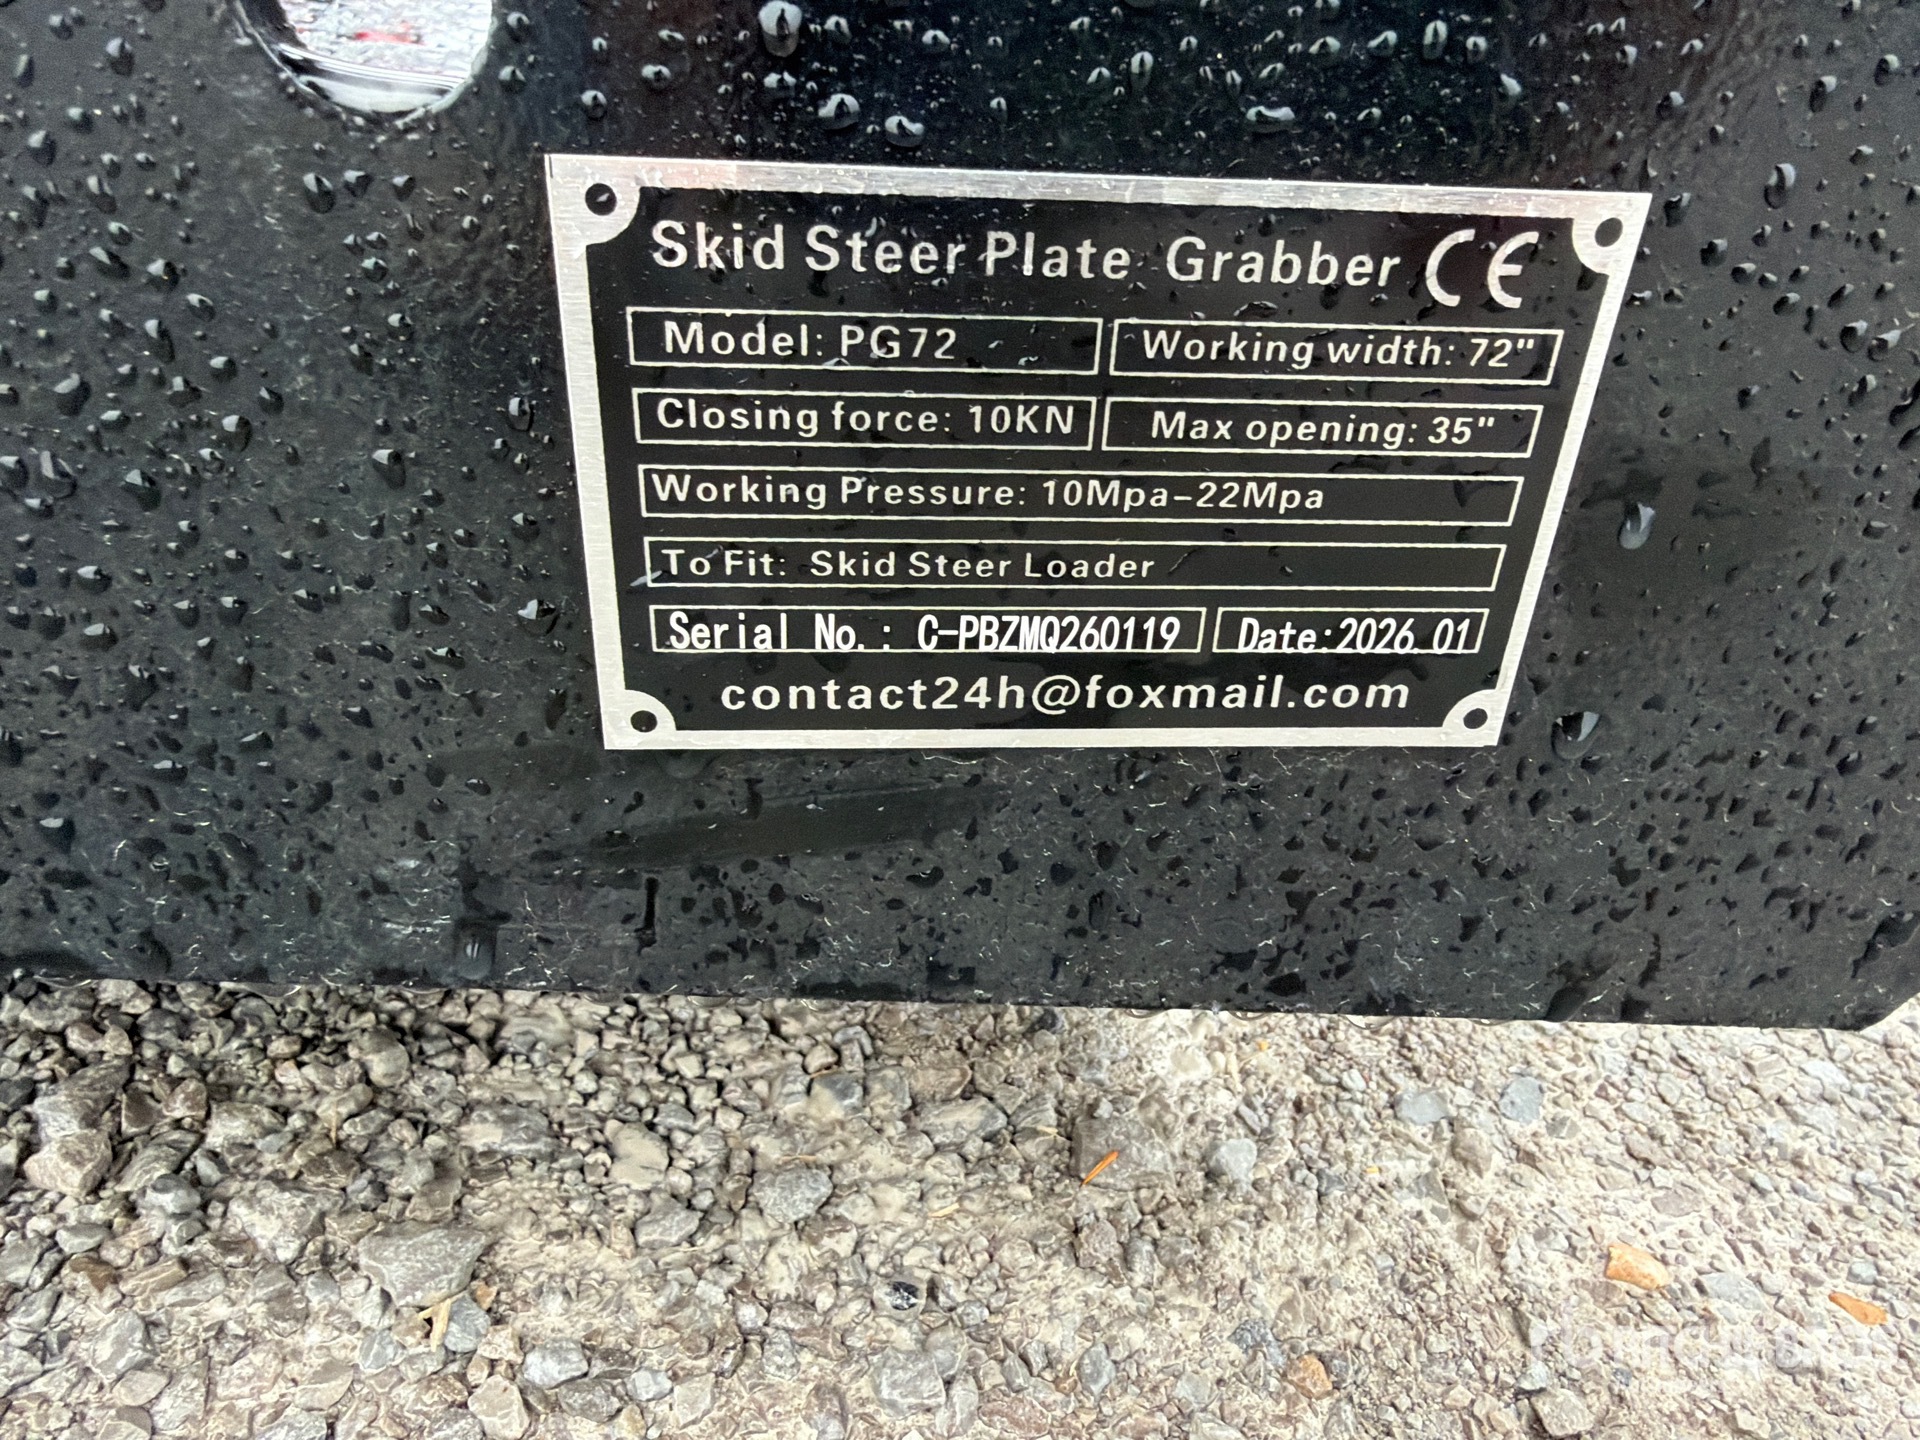 Skid Steer Plate Grabber CE
Model: PG72
Working width: 72"
Closing force: 10KN
Max opening: 35"
Working Pressure: 10Mpa-22Mpa
To Fit: Skid Steer Loader
Serial No.: C-PBZMQ260119
Date:2026.01
contact24h@foxmail.com